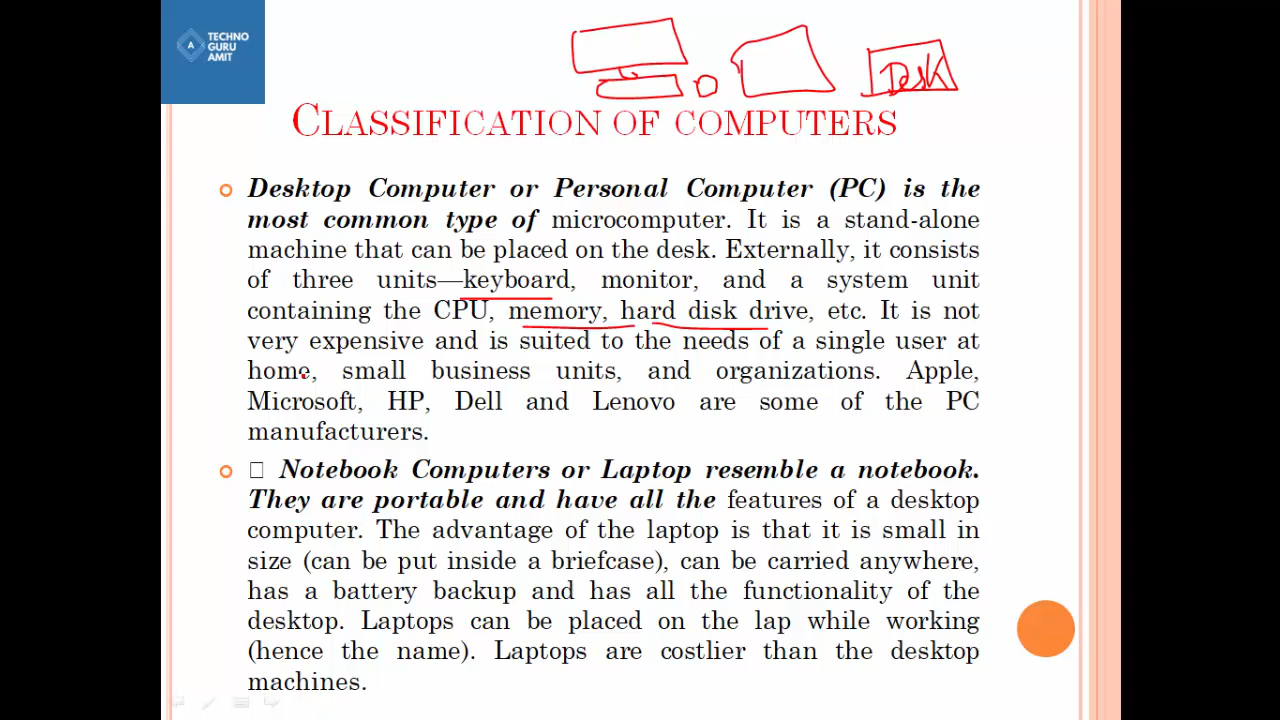 A
TECHNO
GURU
AMIT
Desk
CLASSIFICATION OF COMPUTERS
Desktop Computer or Personal Computer (PC) is the
most common type of microcomputer. It is a stand-alone
machine that can be placed on the desk. Externally, it consists
of three units—keyboard, monitor, and a system unit
containing the CPU, memory, hard disk drive, etc. It is not
very expensive and is suited to the needs of a single user at
home, small business units, and organizations. Apple,
Microsoft, HP, Dell and Lenovo are some of the PC
manufacturers.
Notebook Computers or Laptop resemble a notebook.
They are portable and have all the features of a desktop
computer. The advantage of the laptop is that it is small in
size (can be put inside a briefcase), can be carried anywhere,
has a battery backup and has all the functionality of the
desktop. Laptops can be placed on the lap while working
(hence the name). Laptops are costlier than the desktop
machines.